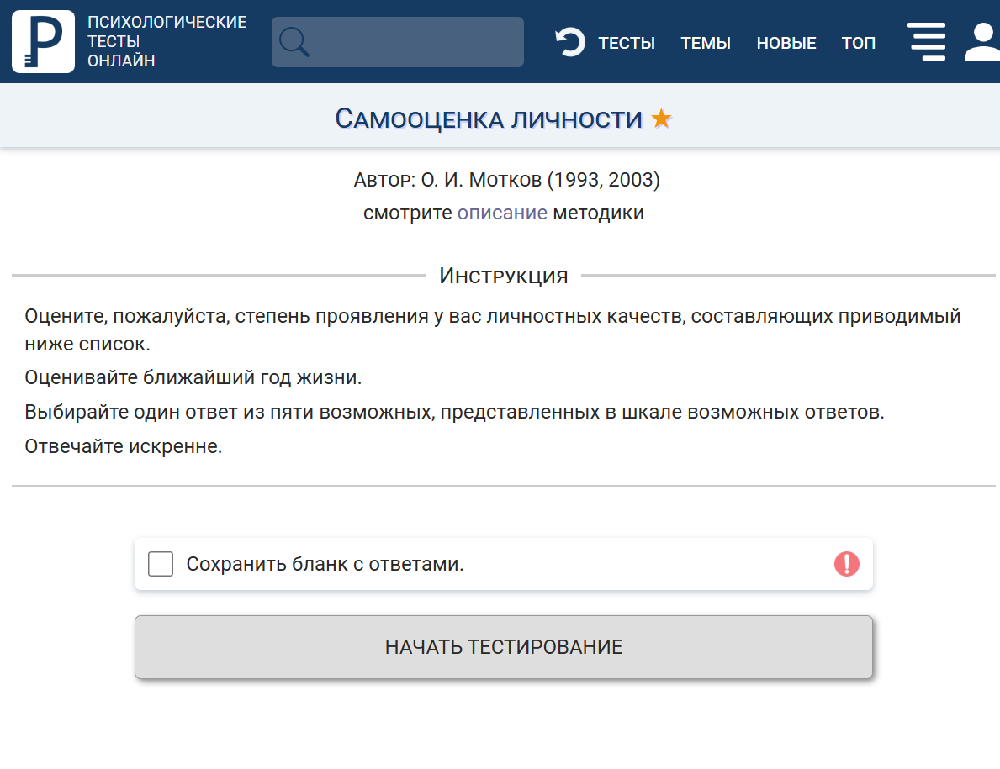 ПСИХОЛОГИЧЕСКИЕ
ТЕСТЫ
ОНЛАЙН
ТЕСТЫ ТЕМЫ НОВЫЕ ТОП
Самооценка личности
Автор: О. И. Мотков (1993, 2003)
смотрите описание методики
Инструкция
Оцените, пожалуйста, степень проявления у вас личностных качеств, составляющих приводимый
ниже список.
Оценивайте ближайший год жизни.
Выбирайте один ответ из пяти возможных, представленных в шкале возможных ответов.
Отвечайте искренне.
Сохранить бланк с ответами.
НАЧАТЬ ТЕСТИРОВАНИЕ